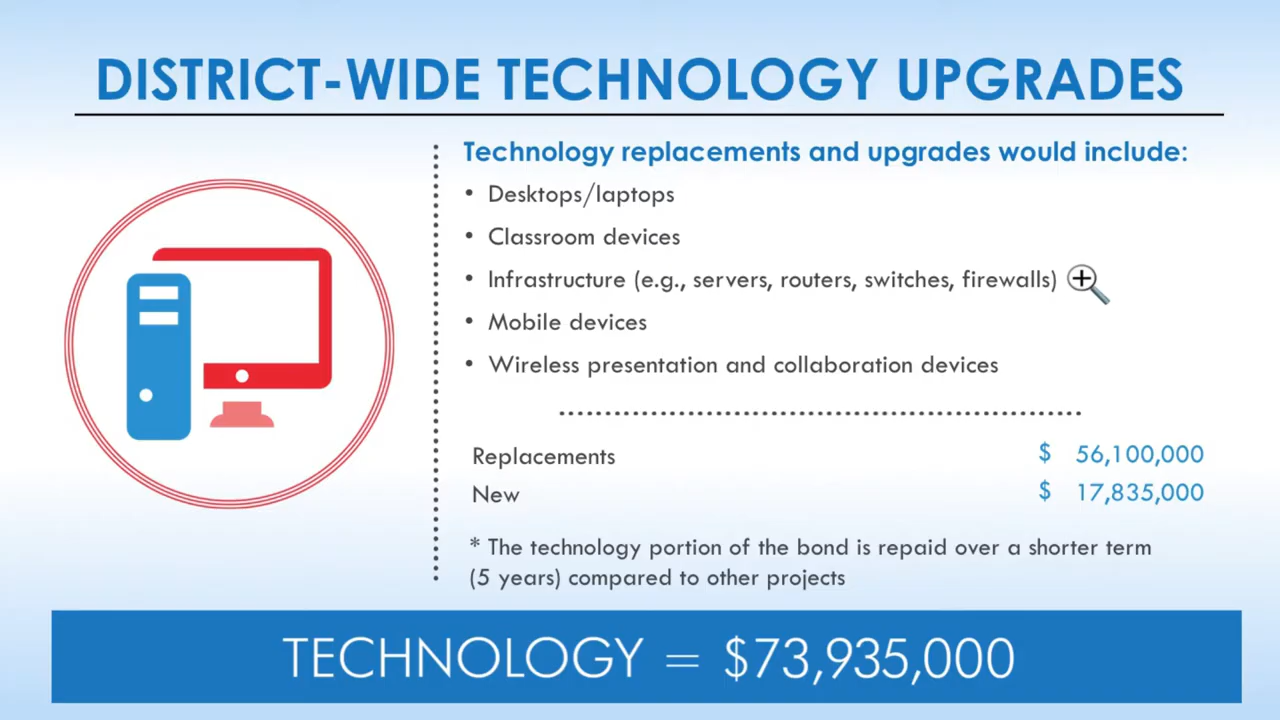 DISTRICT-WIDE TECHNOLOGY UPGRADES
Technology replacements and upgrades would include:
• Desktops/laptops
• Classroom devices
• Infrastructure (e.g., servers, routers, switches, firewalls)
• Mobile devices
• Wireless presentation and collaboration devices
Replacements $ 56,100,000
New $ 17,835,000
* The technology portion of the bond is repaid over a shorter term
(5 years) compared to other projects
TECHNOLOGY = $73,935,000